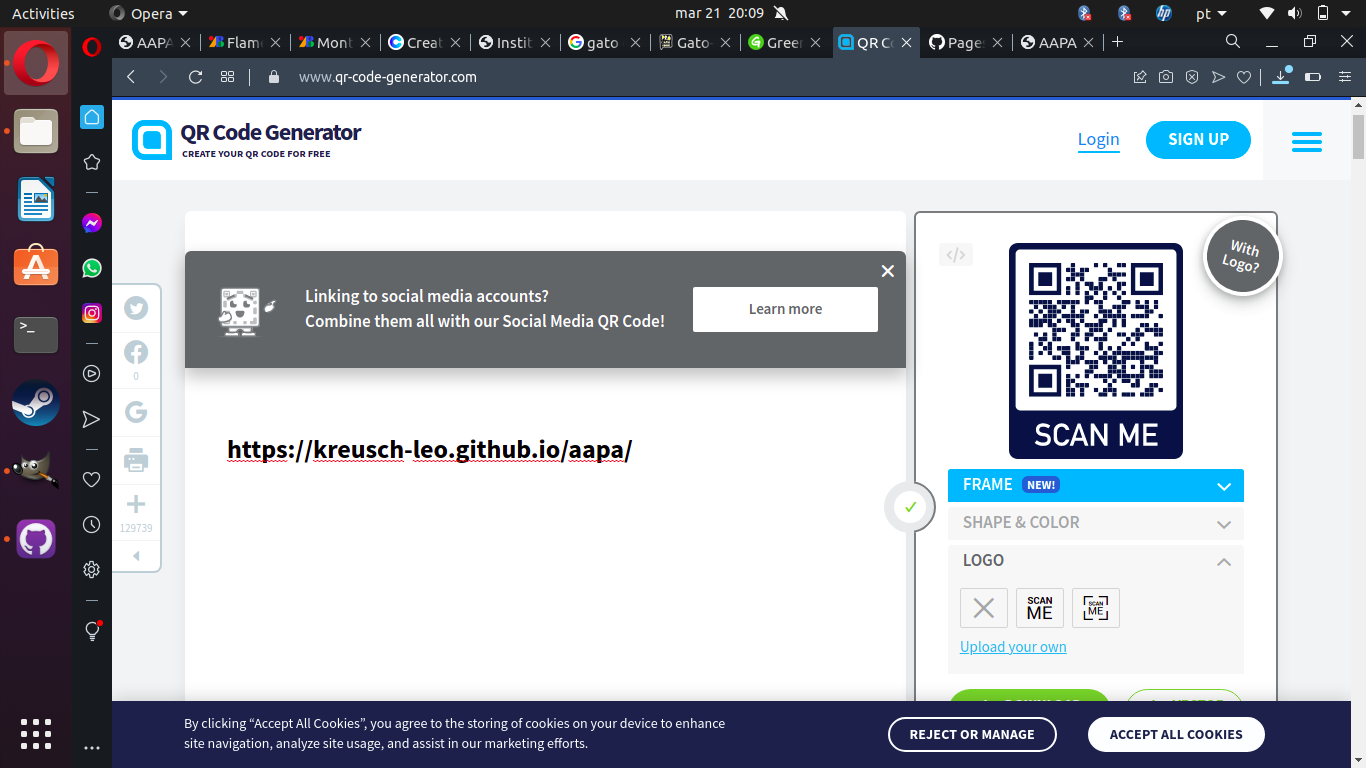 Activities
Opera
mar 21 20:09
pt
AAPA
Flam
Mont
Creat
Instit
gato
Gato-
Green
QR C
Pages
AAPA
www.qr-code-generator.com
QR Code Generator
CREATE YOUR QR CODE FOR FREE
Login
SIGN UP
With
Logo?
Linking to social media accounts?
Combine them all with our Social Media QR Code!
Learn more
0
129739
https://kreusch-leo.github.io/aapa/
SCAN ME
FRAME NEW!
SHAPE & COLOR
LOGO
SCAN
ME
SCAN
ME
Upload your own
By clicking “Accept All Cookies”, you agree to the storing of cookies on your device to enhance
site navigation, analyze site usage, and assist in our marketing efforts.
REJECT OR MANAGE
ACCEPT ALL COOKIES